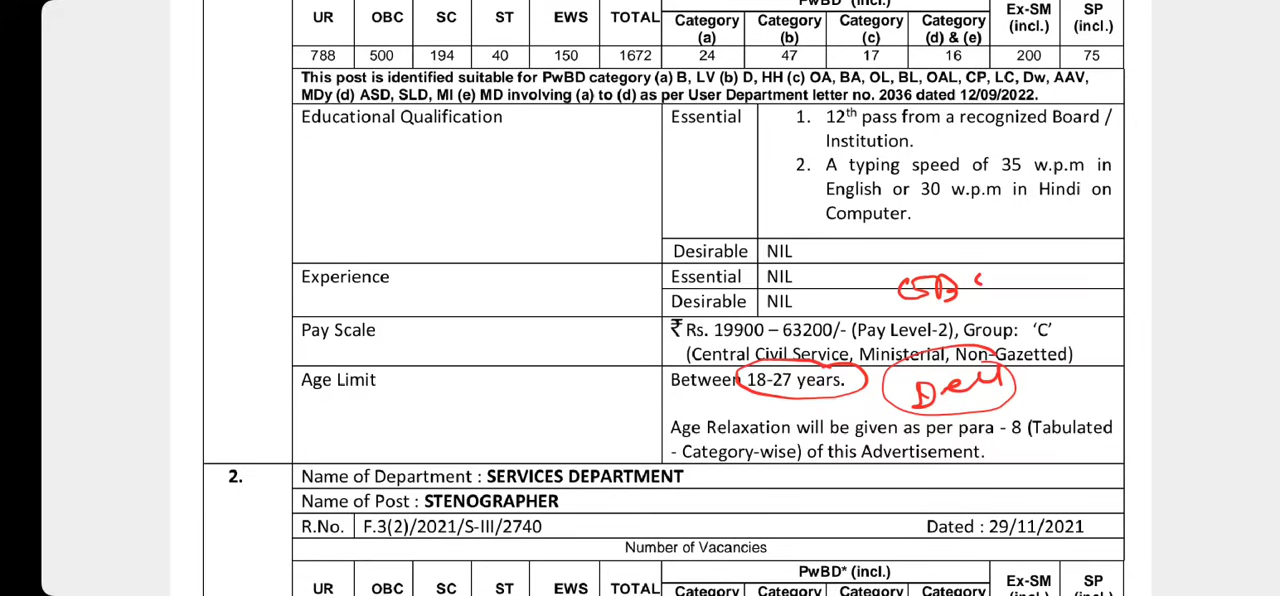 PwBD (incl.)
UR OBC SC ST EWS TOTAL Category (a) Category (b) Category (c) Category (d) & (e) Ex-SM (incl.) SP (incl.)
788 500 194 40 150 1672 24 47 17 16 200 75
This post is identified suitable for PwBD category (a) B, LV (b) D, HH (c) OA, BA, OL, BL, OAL, CP, LC, Dw, AAV,
MDy (d) ASD, SLD, MI (e) MD involving (a) to (d) as per User Department letter no. 2036 dated 12/09/2022.
Educational Qualification Essential 1. 12th pass from a recognized Board /
Institution.
2. A typing speed of 35 w.p.m in
English or 30 w.p.m in Hindi on
Computer.
Desirable NIL
Experience Essential NIL
Desirable NIL
Pay Scale ₹ Rs. 19900 – 63200/- (Pay Level-2), Group: ‘C’
(Central Civil Service, Ministerial, Non-Gazetted)
Age Limit Between 18-27 years.
Age Relaxation will be given as per para - 8 (Tabulated
- Category-wise) of this Advertisement.
2. Name of Department : SERVICES DEPARTMENT
Name of Post : STENOGRAPHER
R.No. F.3(2)/2021/S-III/2740 Dated : 29/11/2021
Number of Vacancies
PwBD* (incl.)
UR OBC SC ST EWS TOTAL Category Category Category Category Ex-SM (incl.) SP (incl.)